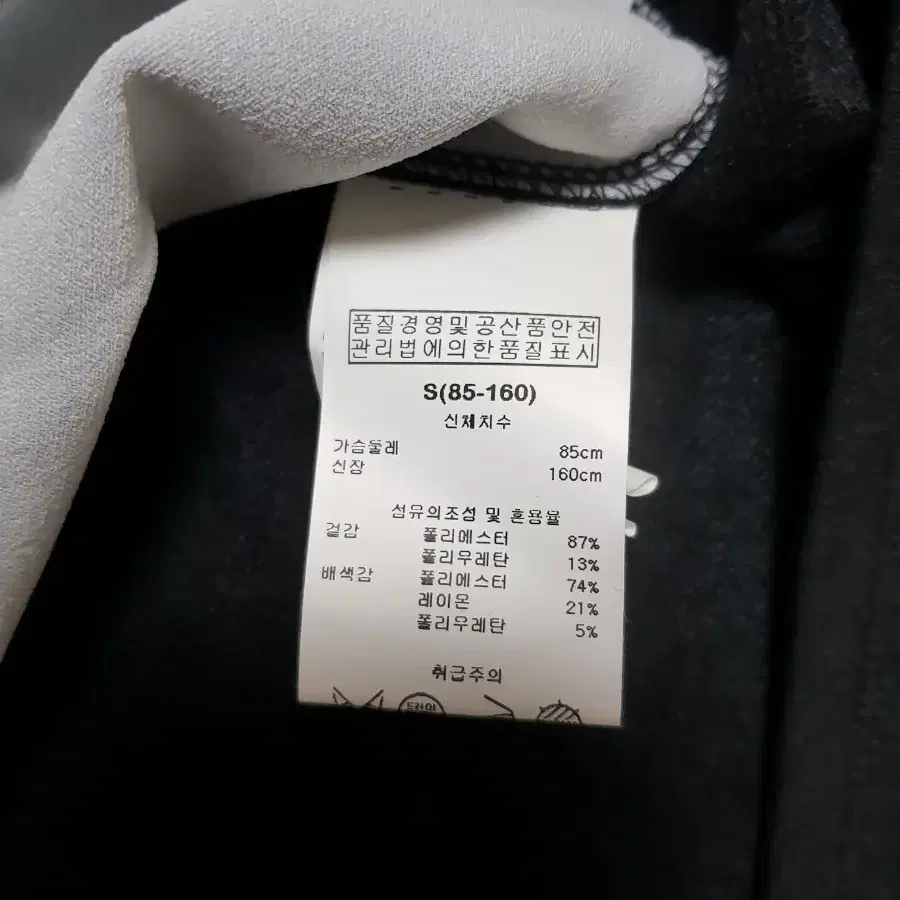 품질경영및공산품안전
관리법에의한품질표시
S(85-160)
신체치수
가슴둘레 85cm
신장 160cm
섬유의조성 및 혼용율
겉감 폴리에스터 87%
폴리우레탄 13%
배색감 폴리에스터 74%
레이온 21%
폴리우레탄 5%
취급주의
드라이